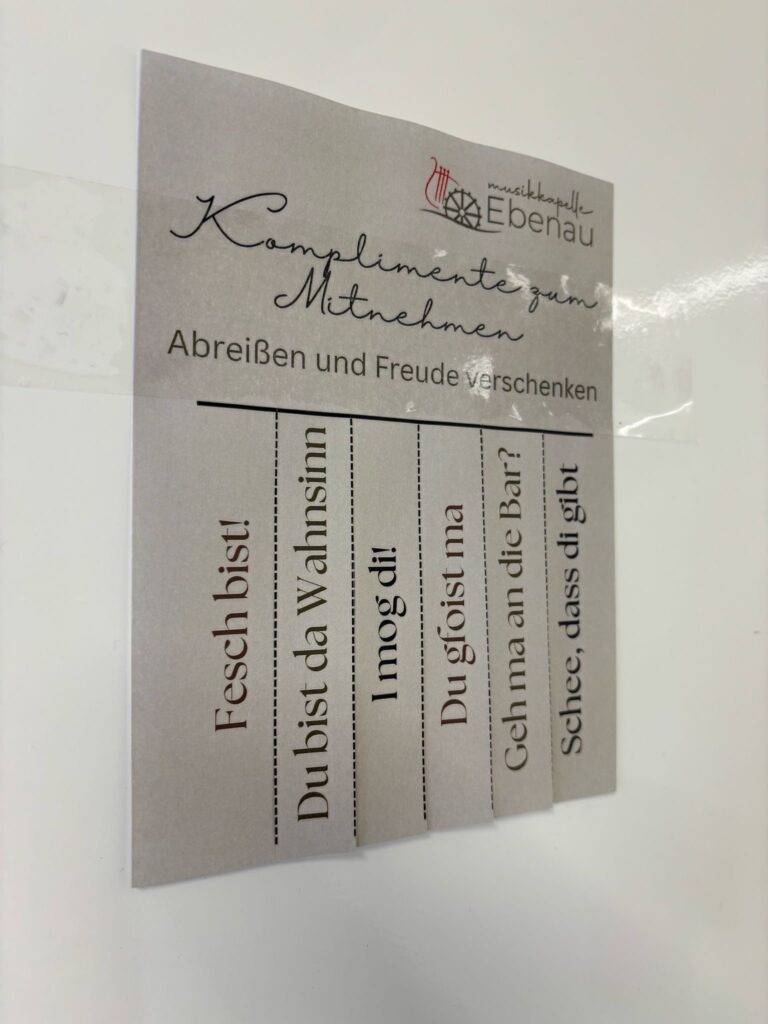 musikkapelle
Ebenau
Komplimente zum
Mitnehmen
Abreißen und Freude verschenken
Fesch bist!
Du bist da Wahnsinn
I mog di!
Du gfoist ma
Geh ma an die Bar?
Schee, dass di gibt